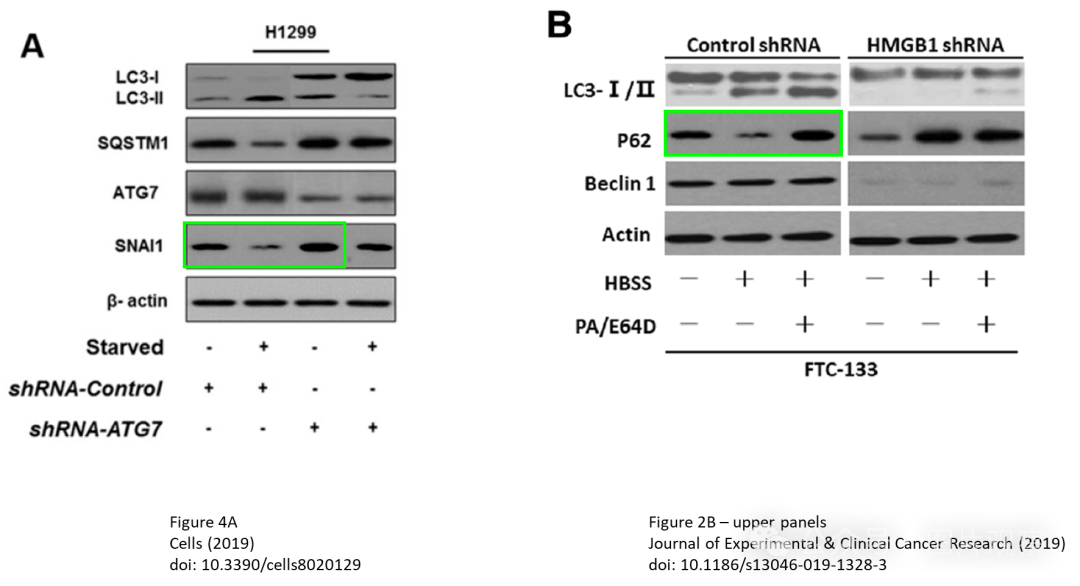 A
H1299
LC3-I
LC3-II
SQSTM1
ATG7
SNAI1
β- actin
Starved - + - +
shRNA-Control + + - -
shRNA-ATG7 - - + +
Figure 4A
Cells (2019)
doi: 10.3390/cells8020129
B
Control shRNA HMGB1 shRNA
LC3- Ⅰ/Ⅱ
P62
Beclin 1
Actin
HBSS — + + — + +
PA/E64D — — + — — +
FTC-133
Figure 2B – upper panels
Journal of Experimental & Clinical Cancer Research (2019)
doi: 10.1186/s13046-019-1328-3